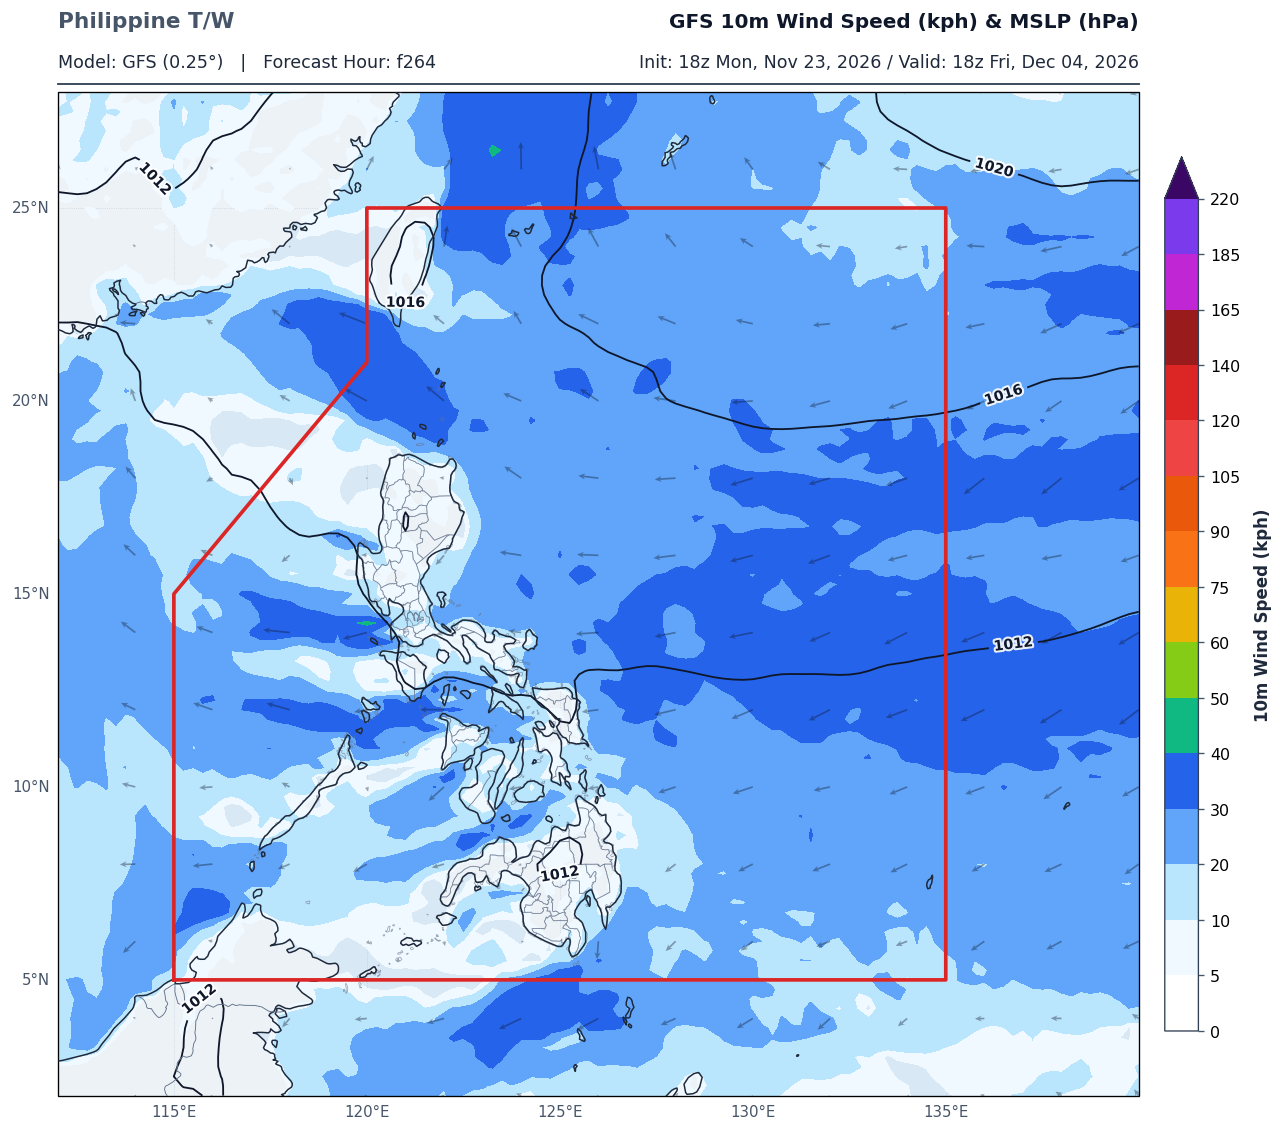 Philippine T/W
GFS 10m Wind Speed (kph) & MSLP (hPa)
Model: GFS (0.25°) | Forecast Hour: f264
Init: 18z Mon, Nov 23, 2026 / Valid: 18z Fri, Dec 04, 2026
1012
1020
25°N
1016
20°N
1016
15°N
1012
10°N
1012
5°N
1012
115°E
120°E
125°E
130°E
135°E
220
185
165
140
120
105
90
75
60
50
40
30
20
10
5
0
10m Wind Speed (kph)